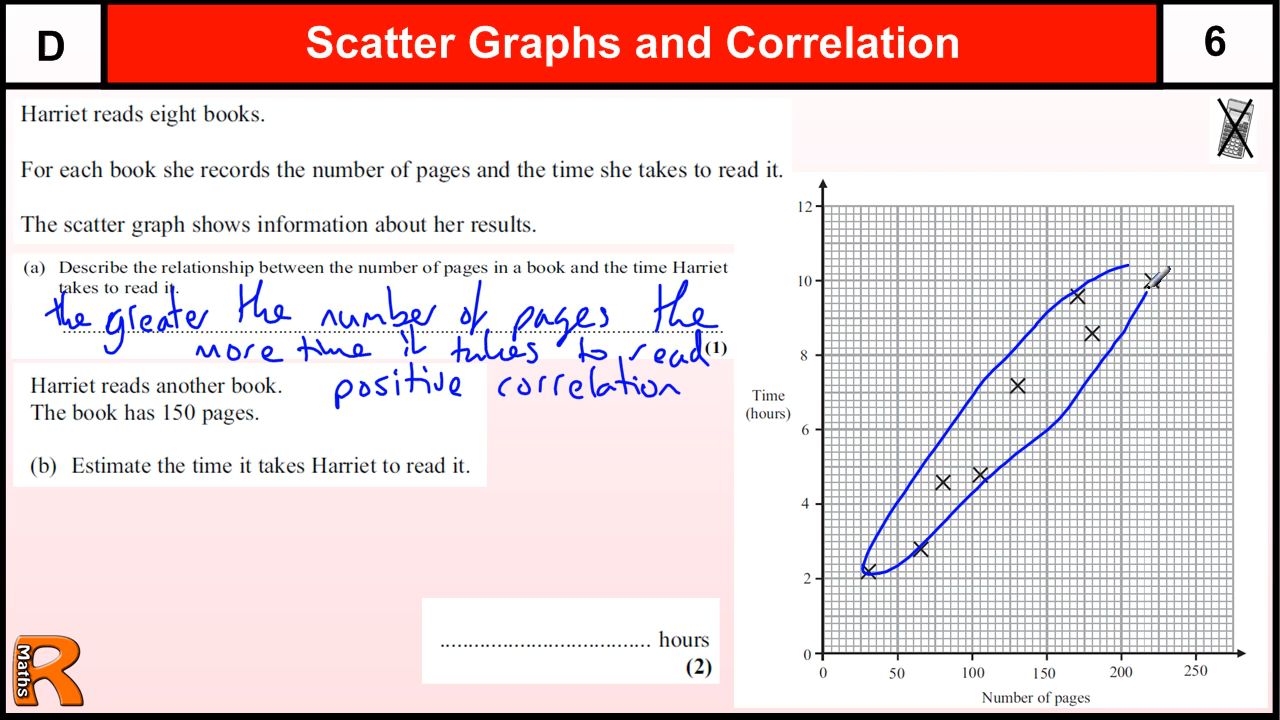 D
Scatter Graphs and Correlation
6
Harriet reads eight books.
For each book she records the number of pages and the time she takes to read it.
The scatter graph shows information about her results.
(a) Describe the relationship between the number of pages in a book and the time Harriet
takes to read it.
the greater the number of pages the
more time it takes to read
(1)
positive correlation
Harriet reads another book.
The book has 150 pages.
(b) Estimate the time it takes Harriet to read it.
.................................... hours
(2)
Maths
R
12
10
8
6
4
2
0
Time
(hours)
0 50 100 150 200 250
Number of pages